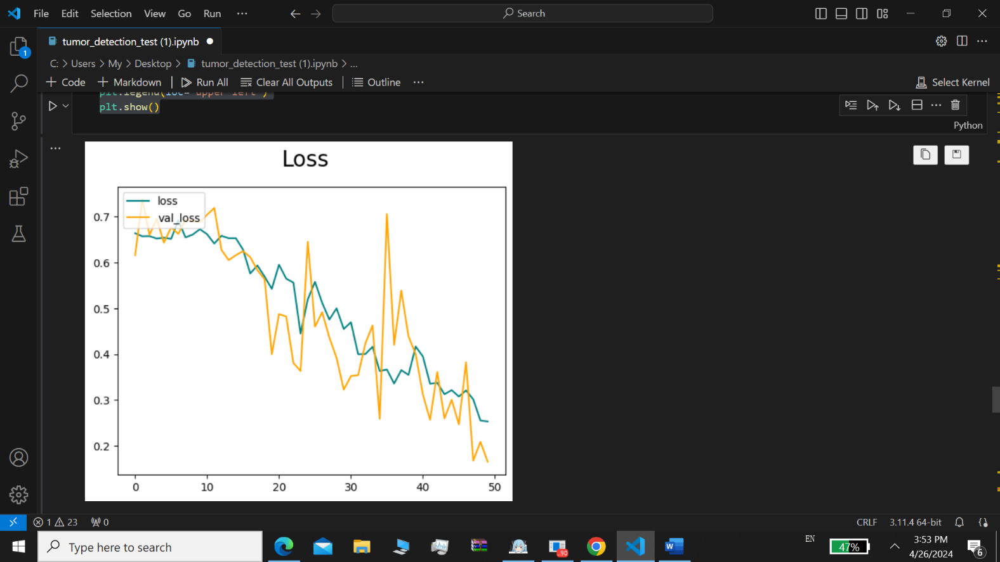 File Edit Selection View Go Run ... Search
tumor_detection_test (1).ipynb
1
C: > Users > My > Desktop > tumor_detection_test (1).ipynb > ...
+ Code + Markdown | Run All Clear All Outputs | Outline ... Select Kernel
plt.legend(loc='upper left')
plt.show()
Python
...
Loss
loss
val_loss
0.7
0.6
0.5
0.4
0.3
0.2
0 10 20 30 40 50
1 23 0 CRLF 3.11.4 64-bit
Type here to search
.90
EN
47%
3:53 PM
4/26/2024
6